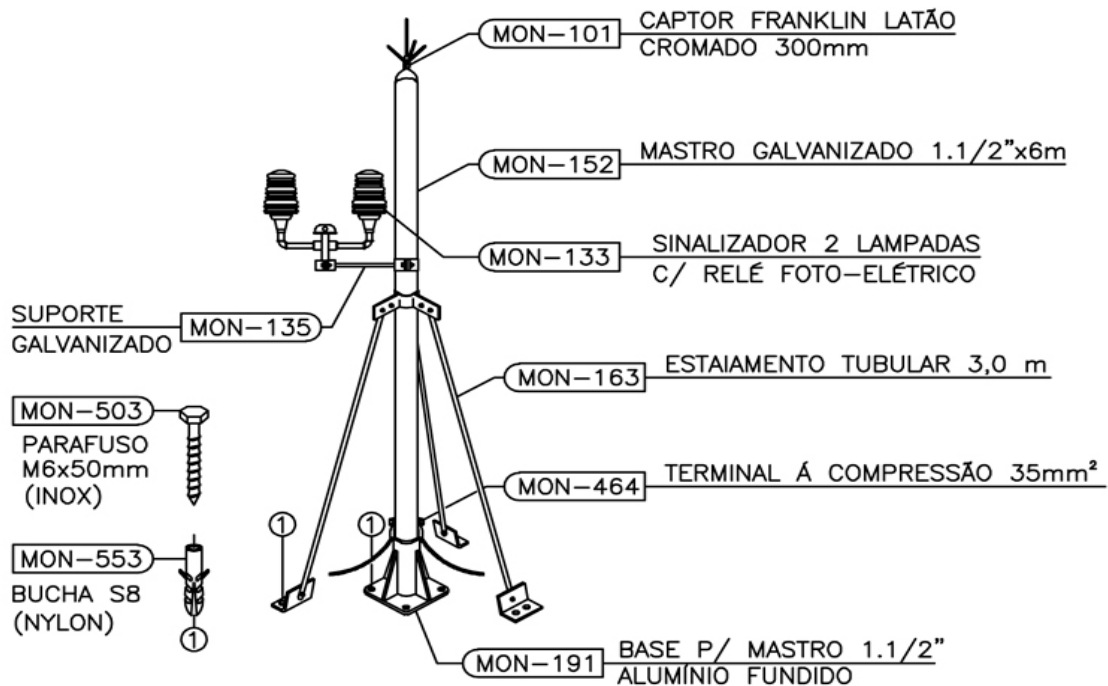 MON-101
CAPTOR FRANKLIN LATÃO
CROMADO 300mm
MON-152
MASTRO GALVANIZADO 1.1/2"x6m
MON-133
SINALIZADOR 2 LAMPADAS
C/ RELÉ FOTO-ELÉTRICO
SUPORTE
GALVANIZADO
MON-135
MON-163
ESTAIAMENTO TUBULAR 3,0 m
MON-503
PARAFUSO
M6x50mm
(INOX)
MON-464
TERMINAL Á COMPRESSÃO 35mm²
1
1
MON-553
BUCHA S8
(NYLON)
1
MON-191
BASE P/ MASTRO 1.1/2"
ALUMÍNIO FUNDIDO